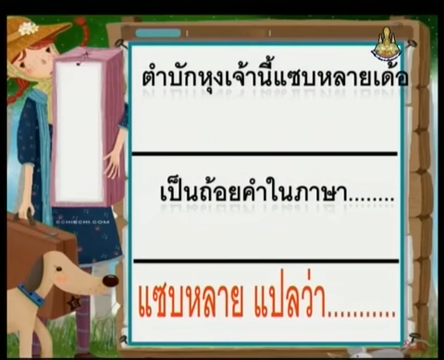 ตำบักหุงเจ้านี้แซบหลายเด้อ
เป็นถ้อยคำในภาษา........
แซบหลาย แปลว่า...........